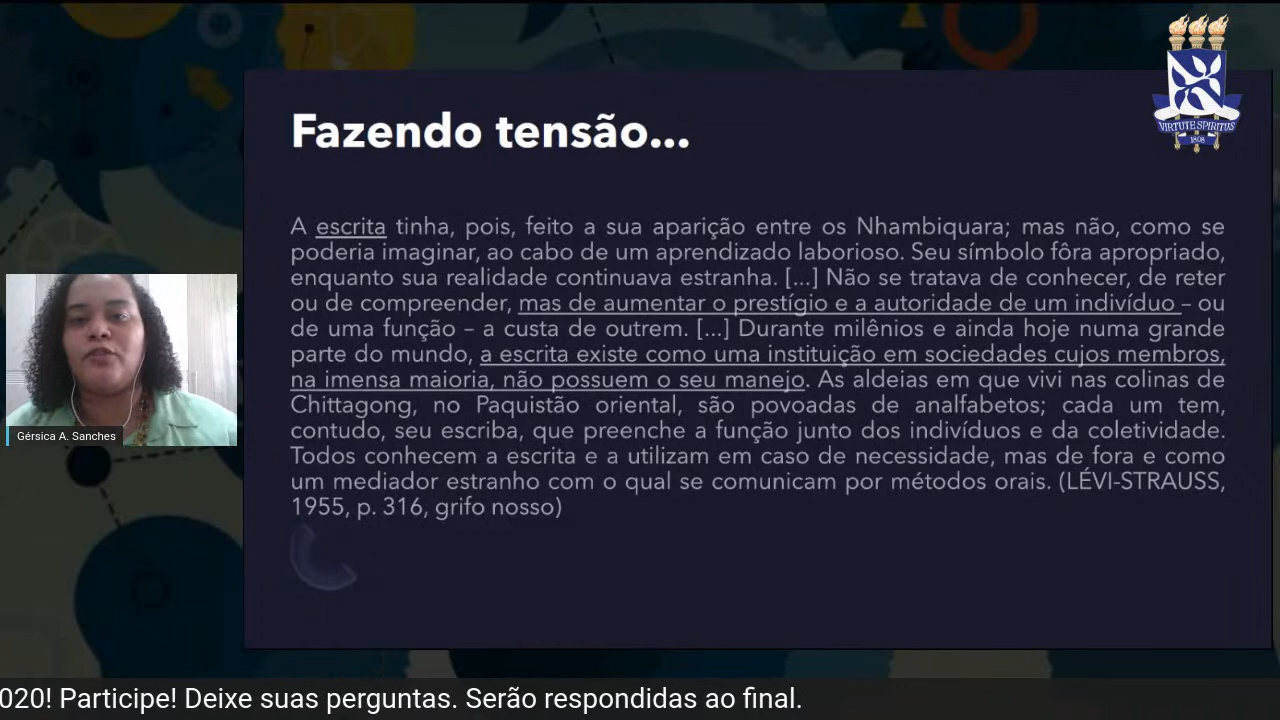 VIRTUTE SPIRITUS
1808
Fazendo tensão...
A escrita tinha, pois, feito a sua aparição entre os Nhambiquara; mas não, como se
poderia imaginar, ao cabo de um aprendizado laborioso. Seu símbolo fôra apropriado,
enquanto sua realidade continuava estranha. [...] Não se tratava de conhecer, de reter
ou de compreender, mas de aumentar o prestígio e a autoridade de um indivíduo – ou
de uma função – a custa de outrem. [...] Durante milênios e ainda hoje numa grande
parte do mundo, a escrita existe como uma instituição em sociedades cujos membros,
na imensa maioria, não possuem o seu manejo. As aldeias em que vivi nas colinas de
Chittagong, no Paquistão oriental, são povoadas de analfabetos; cada um tem,
contudo, seu escriba, que preenche a função junto dos indivíduos e da coletividade.
Todos conhecem a escrita e a utilizam em caso de necessidade, mas de fora e como
um mediador estranho com o qual se comunicam por métodos orais. (LÉVI-STRAUSS,
1955, p. 316, grifo nosso)
Gérsica A. Sanches
020! Participe! Deixe suas perguntas. Serão respondidas ao final.